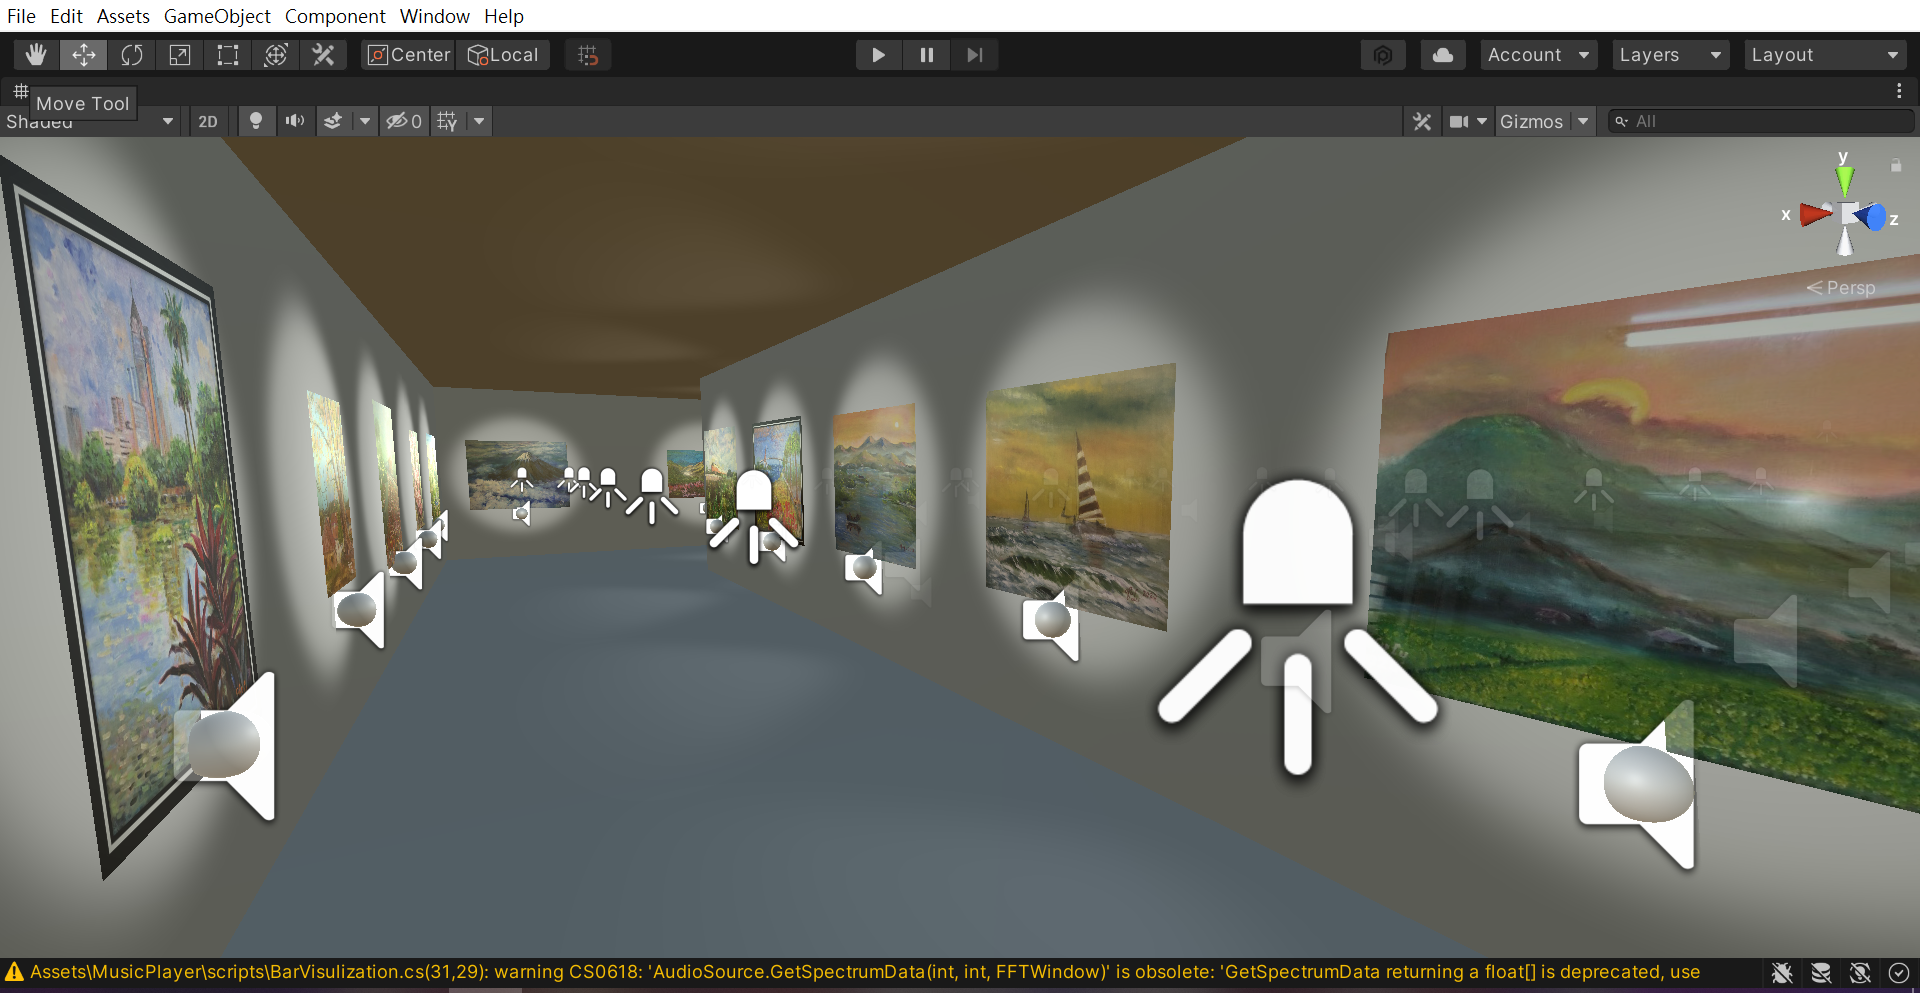 File Edit Assets GameObject Component Window Help
Center Local Account Layers Layout
Move Tool
Shaded 2D 0 Gizmos All
y
x z
Persp
Assets\MusicPlayer\scripts\BarVisulization.cs(31,29): warning CS0618: 'AudioSource.GetSpectrumData(int, int, FFTWindow)' is obsolete: 'GetSpectrumData returning a float[] is deprecated, use